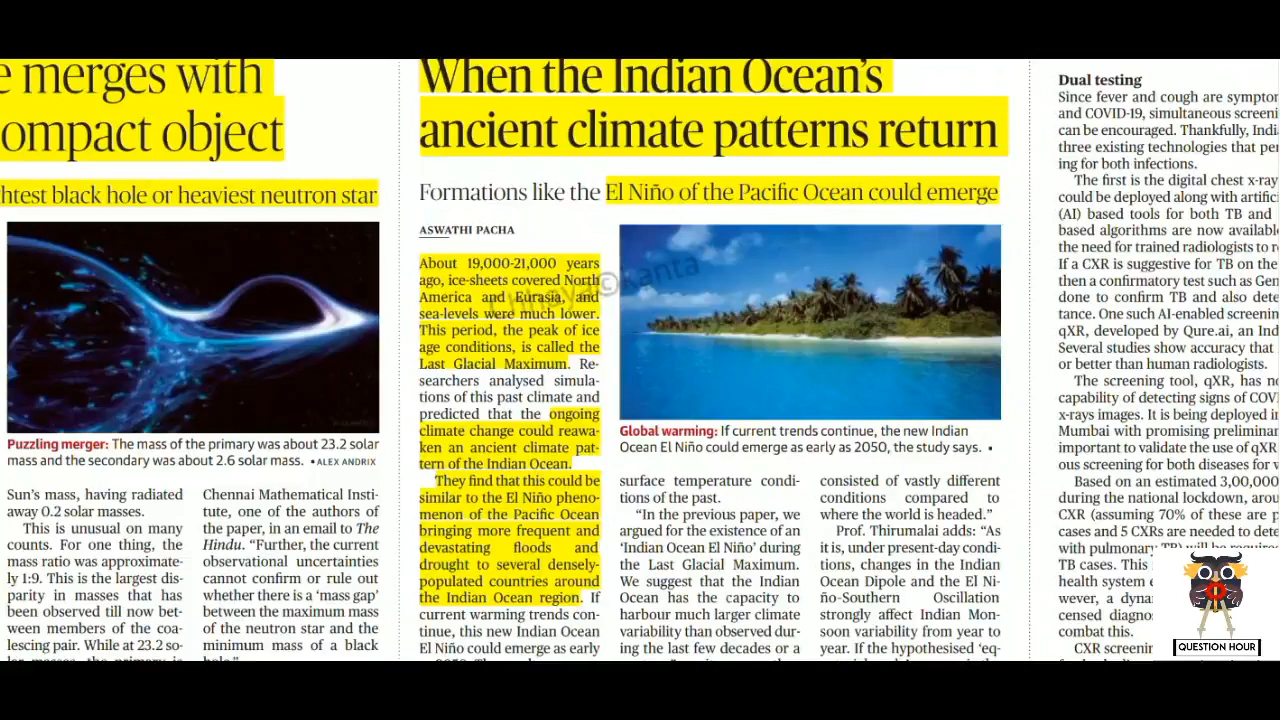 e merges with
ompact object
htest black hole or heaviest neutron star
Puzzling merger: The mass of the primary was about 23.2 solar
mass and the secondary was about 2.6 solar mass. • ALEX ANDRIX
Sun's mass, having radiated
away 0.2 solar masses.
This is unusual on many
counts. For one thing, the
mass ratio was approximate-
ly 1:9. This is the largest dis-
parity in masses that has
been observed till now bet-
ween members of the coa-
lescing pair. While at 23.2 so-
Chennai Mathematical Insti-
tute, one of the authors of
the paper, in an email to The
Hindu. "Further, the current
observational uncertainties
cannot confirm or rule out
whether there is a 'mass gap'
between the maximum mass
of the neutron star and the
minimum mass of a black
hole."
When the Indian Ocean's
ancient climate patterns return
Formations like the El Niño of the Pacific Ocean could emerge
ASWATHI PACHA
About 19,000-21,000 years
ago, ice-sheets covered North
America and Eurasia, and
sea-levels were much lower.
This period, the peak of ice
age conditions, is called the
Last Glacial Maximum. Re-
searchers analysed simula-
tions of this past climate and
predicted that the ongoing
climate change could reawa-
ken an ancient climate pat-
tern of the Indian Ocean.
They find that this could be
similar to the El Niño pheno-
menon of the Pacific Ocean
bringing more frequent and
devastating floods and
drought to several densely-
populated countries around
the Indian Ocean region. If
current warming trends con-
tinue, this new Indian Ocean
El Niño could emerge as early
Global warming: If current trends continue, the new Indian
Ocean El Niño could emerge as early as 2050, the study says. •
surface temperature condi-
tions of the past.
"In the previous paper, we
argued for the existence of an
'Indian Ocean El Niño' during
the Last Glacial Maximum.
We suggest that the Indian
Ocean has the capacity to
harbour much larger climate
variability than observed dur-
ing the last few decades or a
consisted of vastly different
conditions compared to
where the world is headed."
Prof. Thirumalai adds: "As
it is, under present-day condi-
tions, changes in the Indian
Ocean Dipole and the El Ni-
ño-Southern Oscillation
strongly affect Indian Mon-
soon variability from year to
year. If the hypothesised 'eq-
Dual testing
Since fever and cough are sympto
and COVID-19, simultaneous screeni
can be encouraged. Thankfully, Indi
three existing technologies that per
ing for both infections.
The first is the digital chest x-ray
could be deployed along with artific
(AI) based tools for both TB and
based algorithms are now available
the need for trained radiologists to r
If a CXR is suggestive for TB on the
then a confirmatory test such as Gen
done to confirm TB and also dete
tance. One such AI-enabled screenin
qXR, developed by Qure.ai, an Ind
Several studies show accuracy that
or better than human radiologists.
The screening tool, qXR, has no
capability of detecting signs of COV
x-rays images. It is being deployed i
Mumbai with promising preliminar
important to validate the use of qXR
ous screening for both diseases for v
Based on an estimated 3,00,000
during the national lockdown, arou
CXR (assuming 70% of these are p
cases and 5 CXRs are needed to dete
with pulmonary TB) will be require
TB cases. This
health system e
wever, a dyna
censed diagno
combat this.
CXR screenin
Chhaya©kanta
QUESTION HOUR